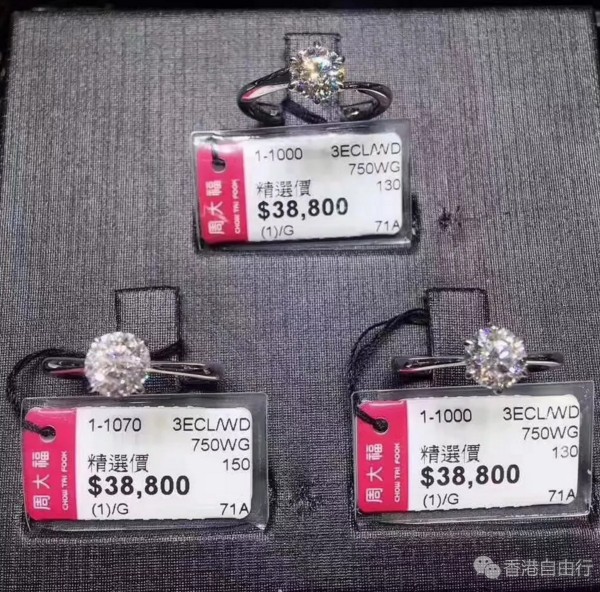 1-1000 3ECL/WD
750WG
精選價 130
$38,800
(1)/G 71A
周大福
CHOW TAI FOOK
1-1070 3ECL/WD
750WG
精選價 150
$38,800
(1)/G 71A
周大福
CHOW TAI FOOK
1-1000 3ECL/WD
750WG
精選價 130
$38,800
(1)/G 71A
周大福
CHOW TAI FOOK
香港自由行